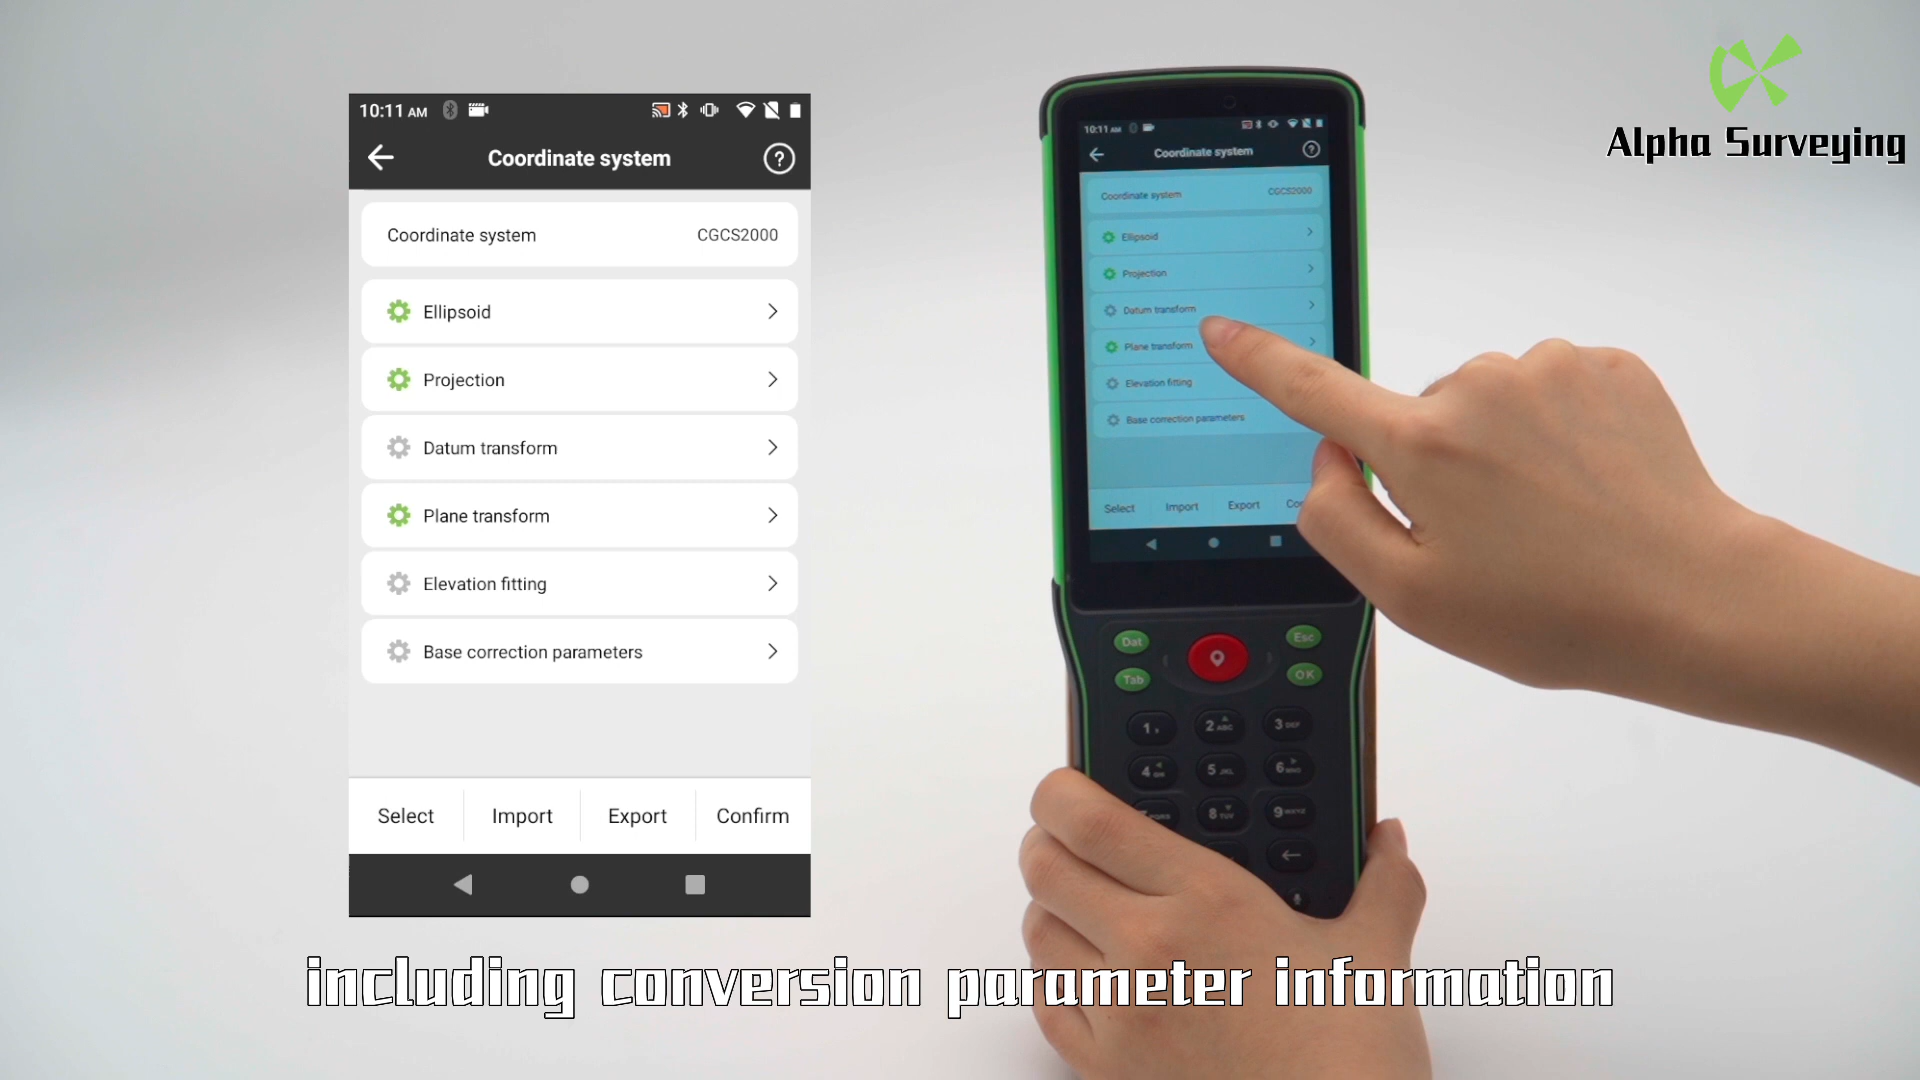 10:11 AM
Coordinate system
Coordinate system CGCS2000
Ellipsoid
Projection
Datum transform
Plane transform
Elevation fitting
Base correction parameters
Select Import Export Confirm
10:11 AM
Coordinate system
Coordinate system CGCS2000
Ellipsoid
Projection
Datum transform
Plane transform
Elevation fitting
Base correction parameters
Select Import Export
Dat Esc
Tab OK
1 2 ABC 3 DEF
4 5 JKL 6 MNO
8 TUV 9 WXYZ
Alpha Surveying
including conversion parameter information